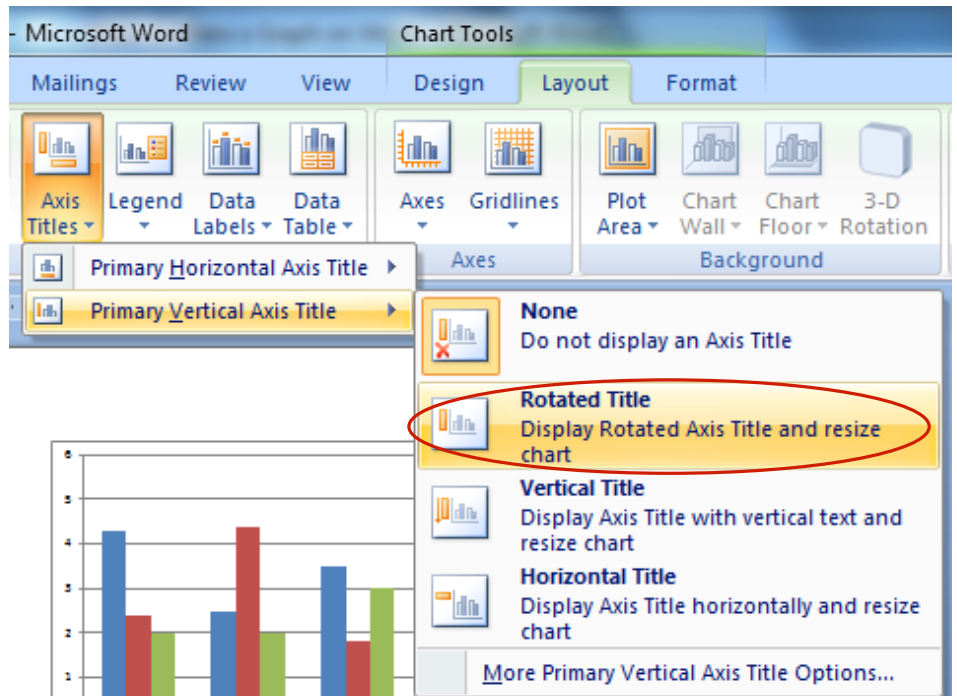 - Microsoft Word
Chart Tools
Mailings Review View Design Layout Format
Axis Titles
Legend
Data Labels
Data Table
Axes
Gridlines
Plot Area
Chart Wall
Chart Floor
3-D Rotation
Axes
Background
Primary Horizontal Axis Title
Primary Vertical Axis Title
None
Do not display an Axis Title
Rotated Title
Display Rotated Axis Title and resize
chart
Vertical Title
Display Axis Title with vertical text and
resize chart
Horizontal Title
Display Axis Title horizontally and resize
chart
More Primary Vertical Axis Title Options...
6
5
4
3
2
1